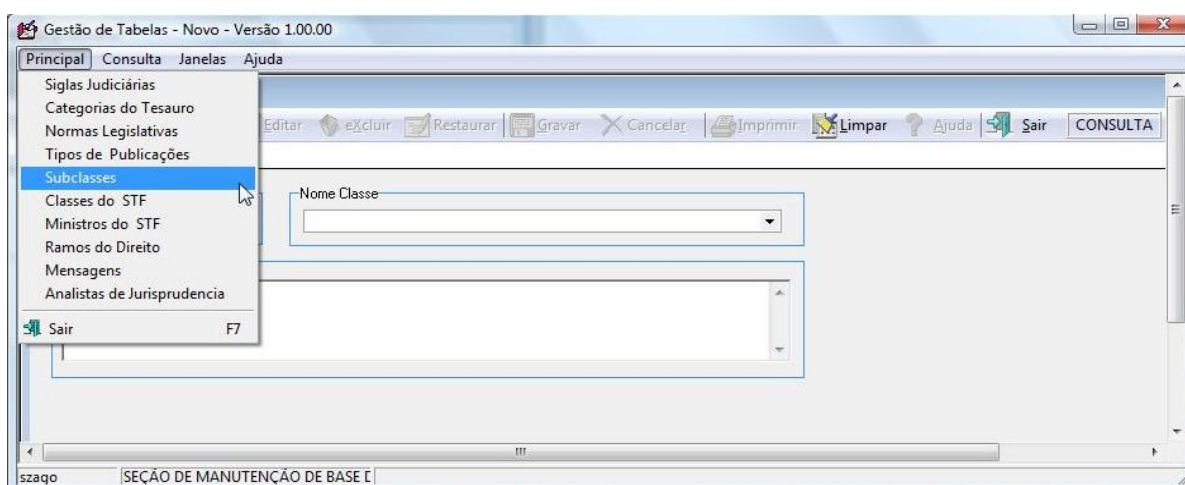 Gestão de Tabelas - Novo - Versão 1.00.00
Principal Consulta Janelas Ajuda
Siglas Judiciárias
Categorias do Tesauro
Normas Legislativas
Tipos de Publicações
Subclasses
Classes do STF
Ministros do STF
Ramos do Direito
Mensagens
Analistas de Jurisprudencia
Sair F7
Editar eXcluir Restaurar Gravar Cancelar Imprimir Limpar Ajuda Sair CONSULTA
Nome Classe
szago SEÇÃO DE MANUTENÇÃO DE BASE D